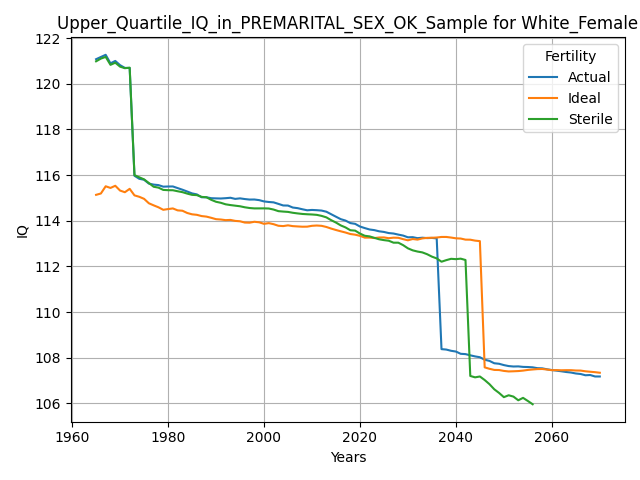 Upper_Quartile_IQ_in_PREMARITAL_SEX_OK_Sample for White_Female
122
120
118
116
114
112
110
108
106
IQ
Fertility
Actual
Ideal
Sterile
1960
1980
2000
2020
2040
2060
Years